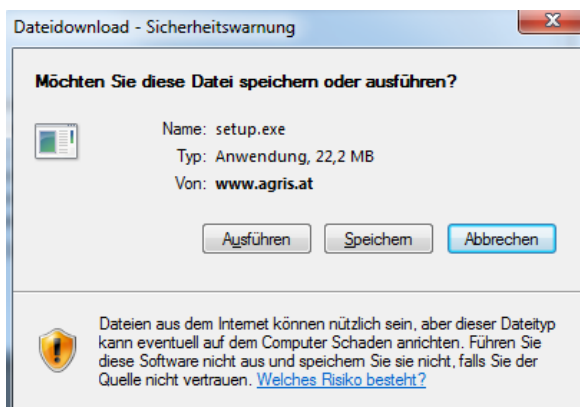 Dateidownload - Sicherheitswarnung
Möchten Sie diese Datei speichern oder ausführen?
Name: setup.exe
Typ: Anwendung, 22,2 MB
Von: www.agris.at
Ausführen Speichern Abbrechen
Dateien aus dem Internet können nützlich sein, aber dieser Dateityp
kann eventuell auf dem Computer Schaden anrichten. Führen Sie
diese Software nicht aus und speichern Sie sie nicht, falls Sie der
Quelle nicht vertrauen. Welches Risiko besteht?